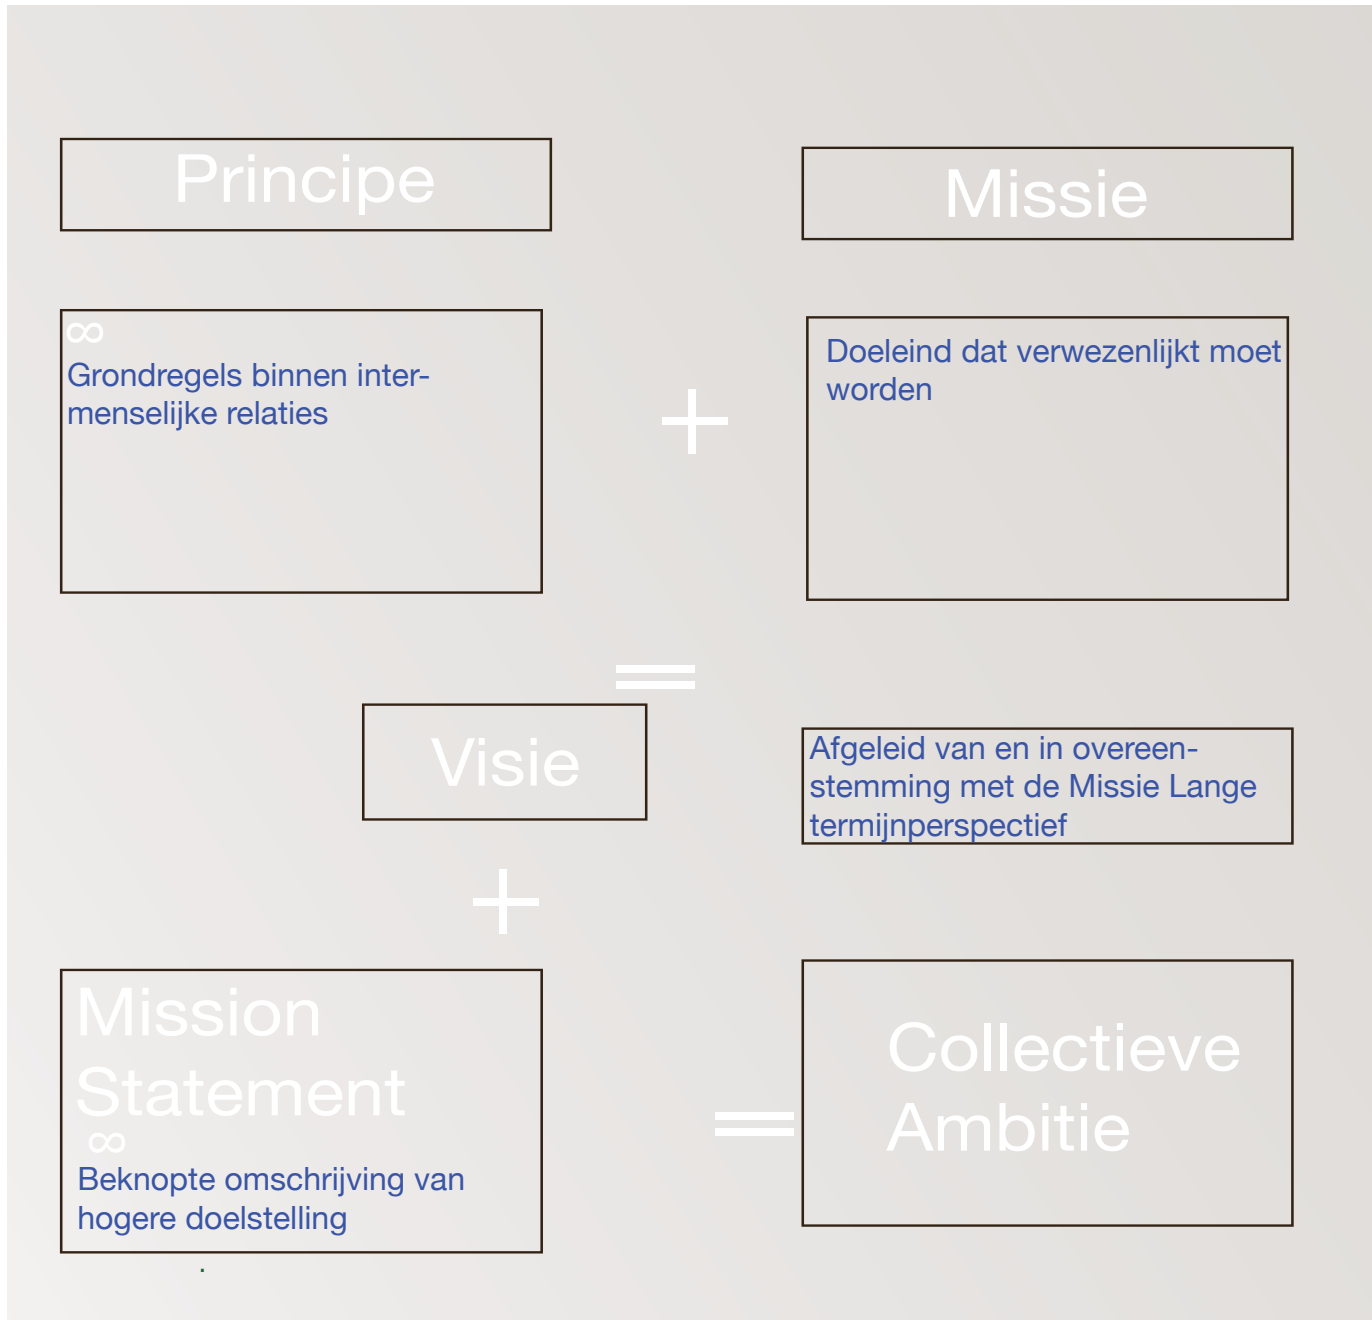 Principe
Missie
∞
Grondregels binnen inter-
menselijke relaties
+
Doeleind dat verwezenlijkt moet
worden
=
Visie
Afgeleid van en in overeen-
stemming met de Missie Lange
termijnperspectief
+
Mission
Statement
∞
Beknopte omschrijving van
hogere doelstelling
.
=
Collectieve
Ambitie